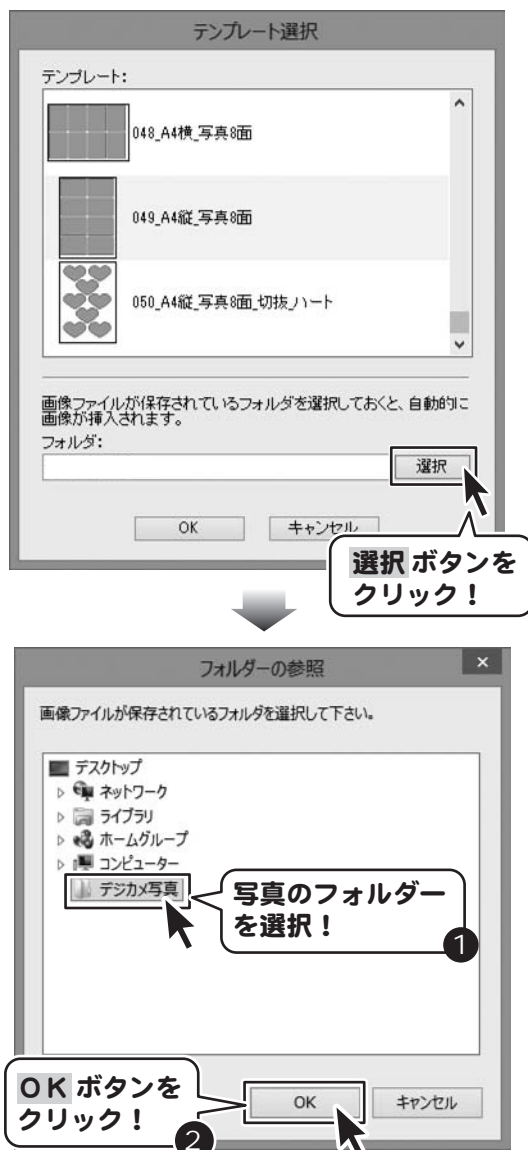 テンプレート選択
テンプレート:
048_A4横_写真8面
049_A4縦_写真8面
050_A4縦_写真8面_切抜_ハート
画像ファイルが保存されているフォルダを選択しておくと、自動的に
画像が挿入されます。
フォルダ:
選択
OK
キャンセル
選択 ボタンを
クリック！
フォルダーの参照
画像ファイルが保存されているフォルダを選択して下さい。
デスクトップ
ネットワーク
ライブラリ
ホームグループ
コンピューター
デジカメ写真
写真のフォルダー
を選択！
1
OK ボタンを
クリック！
2
OK
キャンセル